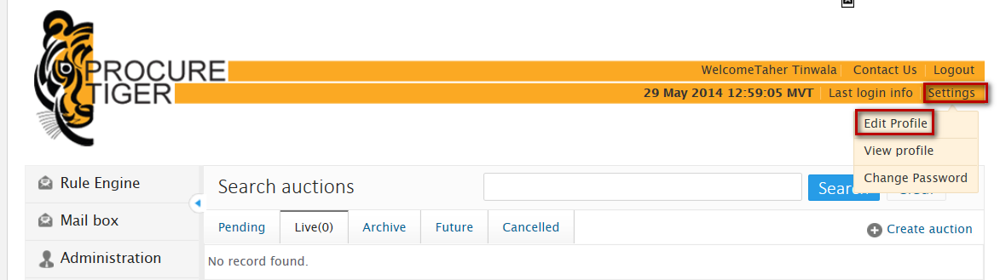 PROCURE
TIGER
WelcomeTaher Tinwala Contact Us Logout
29 May 2014 12:59:05 MVT Last login info Settings
Edit Profile
View profile
Change Password
Rule Engine
Mail box
Administration
Search auctions
Search
Pending Live(0) Archive Future Cancelled
Create auction
No record found.